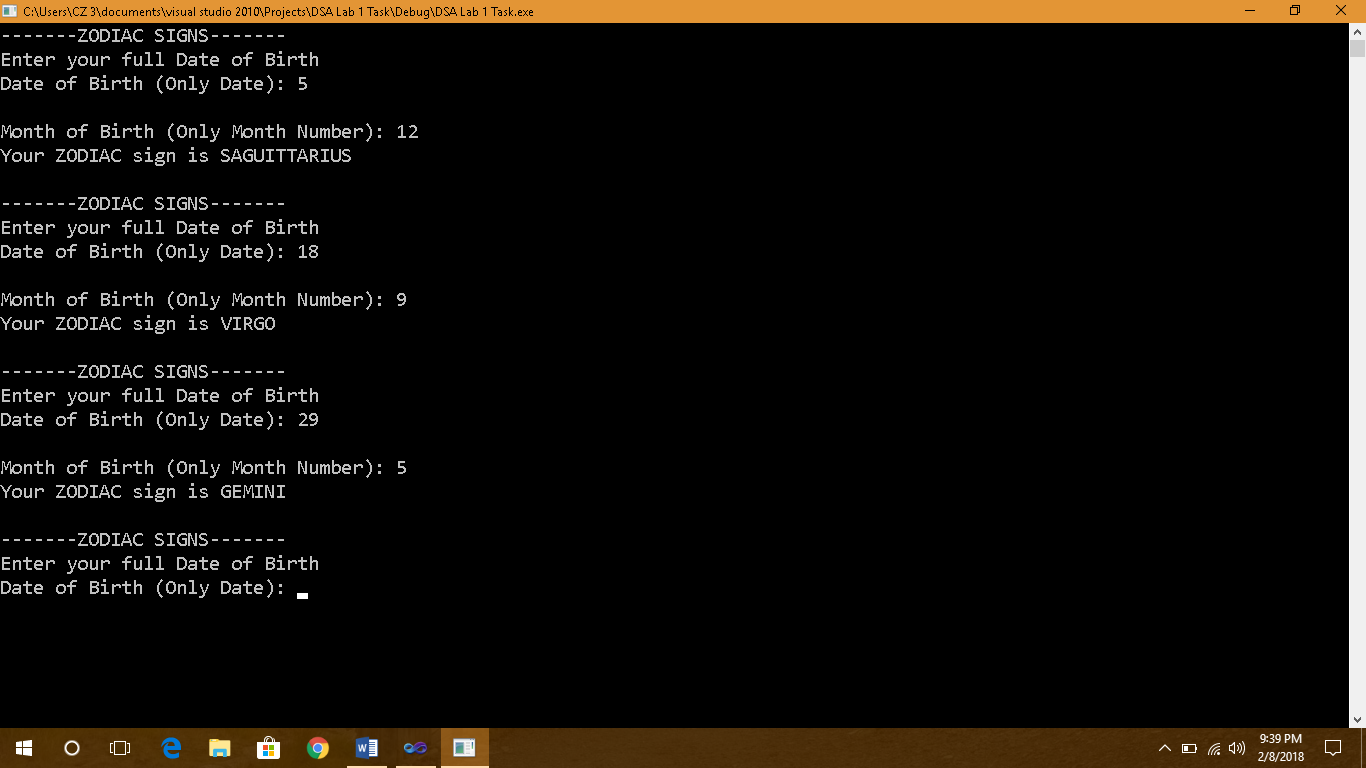 C:\Users\CZ 3\documents\visual studio 2010\Projects\DSA Lab 1 Task\Debug\DSA Lab 1 Task.exe
-------ZODIAC SIGNS-------
Enter your full Date of Birth
Date of Birth (Only Date): 5
Month of Birth (Only Month Number): 12
Your ZODIAC sign is SAGUITTARIUS
-------ZODIAC SIGNS-------
Enter your full Date of Birth
Date of Birth (Only Date): 18
Month of Birth (Only Month Number): 9
Your ZODIAC sign is VIRGO
-------ZODIAC SIGNS-------
Enter your full Date of Birth
Date of Birth (Only Date): 29
Month of Birth (Only Month Number): 5
Your ZODIAC sign is GEMINI
-------ZODIAC SIGNS-------
Enter your full Date of Birth
Date of Birth (Only Date):
9:39 PM
2/8/2018